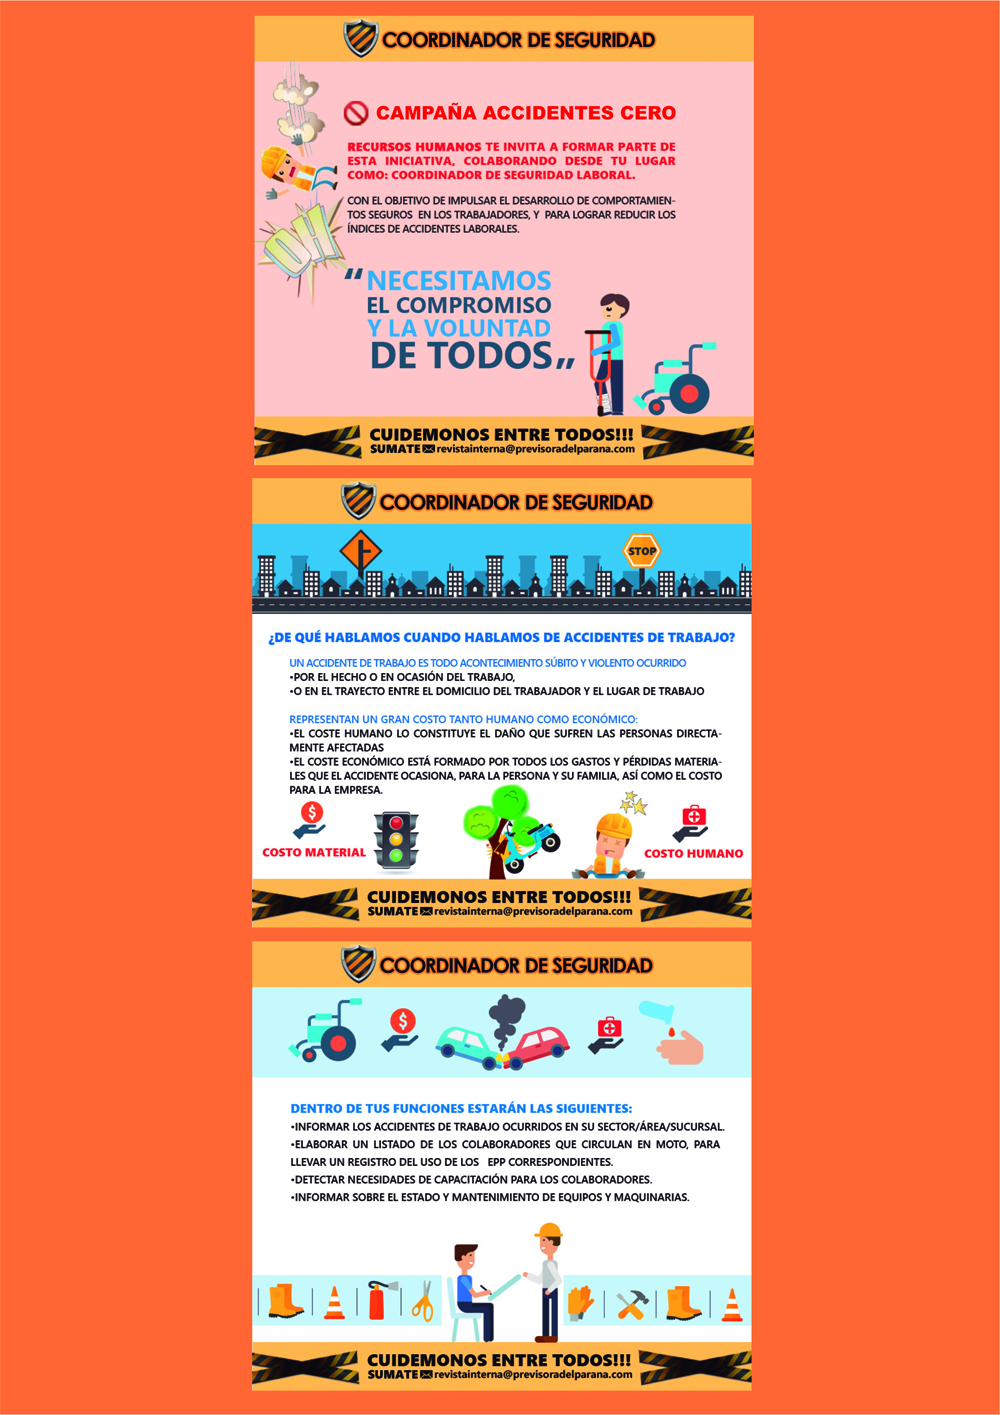 COORDINADOR DE SEGURIDAD
CAMPAÑA ACCIDENTES CERO
RECURSOS HUMANOS TE INVITA A FORMAR PARTE DE
ESTA INICIATIVA, COLABORANDO DESDE TU LUGAR
COMO: COORDINADOR DE SEGURIDAD LABORAL.
CON EL OBJETIVO DE IMPULSAR EL DESARROLLO DE COMPORTAMIEN-
TOS SEGUROS EN LOS TRABAJADORES, Y PARA LOGRAR REDUCIR LOS
ÍNDICES DE ACCIDENTES LABORALES.
OH
“NECESITAMOS
EL COMPROMISO
Y LA VOLUNTAD
DE TODOS„
CUIDEMONOS ENTRE TODOS!!!
SUMATE revistainterna@previsoradelparana.com
COORDINADOR DE SEGURIDAD
STOP
¿DE QUÉ HABLAMOS CUANDO HABLAMOS DE ACCIDENTES DE TRABAJO?
UN ACCIDENTE DE TRABAJO ES TODO ACONTECIMIENTO SÚBITO Y VIOLENTO OCURRIDO
•POR EL HECHO O EN OCASIÓN DEL TRABAJO,
•O EN EL TRAYECTO ENTRE EL DOMICILIO DEL TRABAJADOR Y EL LUGAR DE TRABAJO
REPRESENTAN UN GRAN COSTO TANTO HUMANO COMO ECONÓMICO:
•EL COSTE HUMANO LO CONSTITUYE EL DAÑO QUE SUFREN LAS PERSONAS DIRECTA-
MENTE AFECTADAS
•EL COSTE ECONÓMICO ESTÁ FORMADO POR TODOS LOS GASTOS Y PÉRDIDAS MATERIA-
LES QUE EL ACCIDENTE OCASIONA, PARA LA PERSONA Y SU FAMILIA, ASÍ COMO EL COSTO
PARA LA EMPRESA.
$
COSTO MATERIAL
COSTO HUMANO
CUIDEMONOS ENTRE TODOS!!!
SUMATE revistainterna@previsoradelparana.com
COORDINADOR DE SEGURIDAD
$
DENTRO DE TUS FUNCIONES ESTARÁN LAS SIGUIENTES:
•INFORMAR LOS ACCIDENTES DE TRABAJO OCURRIDOS EN SU SECTOR/ÁREA/SUCURSAL.
•ELABORAR UN LISTADO DE LOS COLABORADORES QUE CIRCULAN EN MOTO, PARA
LLEVAR UN REGISTRO DEL USO DE LOS EPP CORRESPONDIENTES.
•DETECTAR NECESIDADES DE CAPACITACIÓN PARA LOS COLABORADORES.
•INFORMAR SOBRE EL ESTADO Y MANTENIMIENTO DE EQUIPOS Y MAQUINARIAS.
CUIDEMONOS ENTRE TODOS!!!
SUMATE revistainterna@previsoradelparana.com